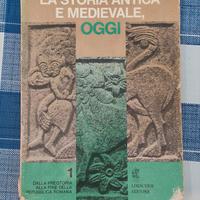 LA STORIA ANTICA
E MEDIEVALE,
OGGI
1
DALLA PREISTORIA
ALLA FINE DELLA
REPUBBLICA ROMANA
LOESCHER
EDITORE